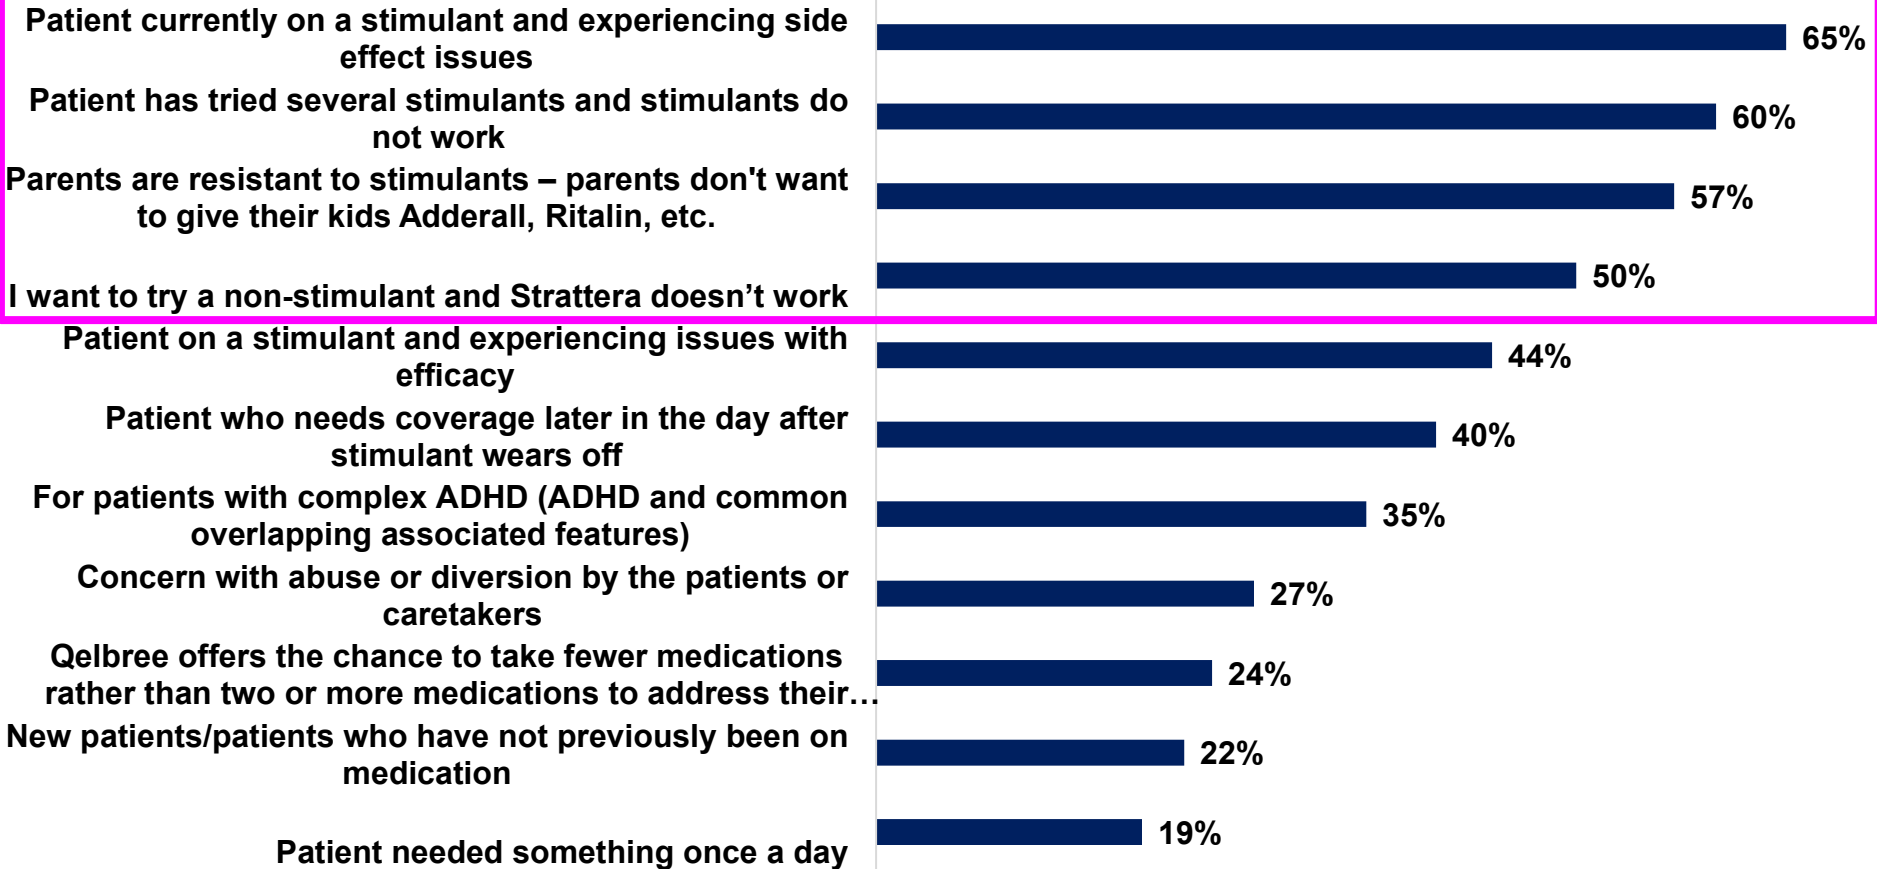 Patient currently on a stimulant and experiencing side
effect issues
65%
Patient has tried several stimulants and stimulants do
not work
60%
Parents are resistant to stimulants – parents don't want
to give their kids Adderall, Ritalin, etc.
57%
I want to try a non-stimulant and Strattera doesn’t work
50%
Patient on a stimulant and experiencing issues with
efficacy
44%
Patient who needs coverage later in the day after
stimulant wears off
40%
For patients with complex ADHD (ADHD and common
overlapping associated features)
35%
Concern with abuse or diversion by the patients or
caretakers
27%
Qelbree offers the chance to take fewer medications
rather than two or more medications to address their…
24%
New patients/patients who have not previously been on
medication
22%
Patient needed something once a day
19%